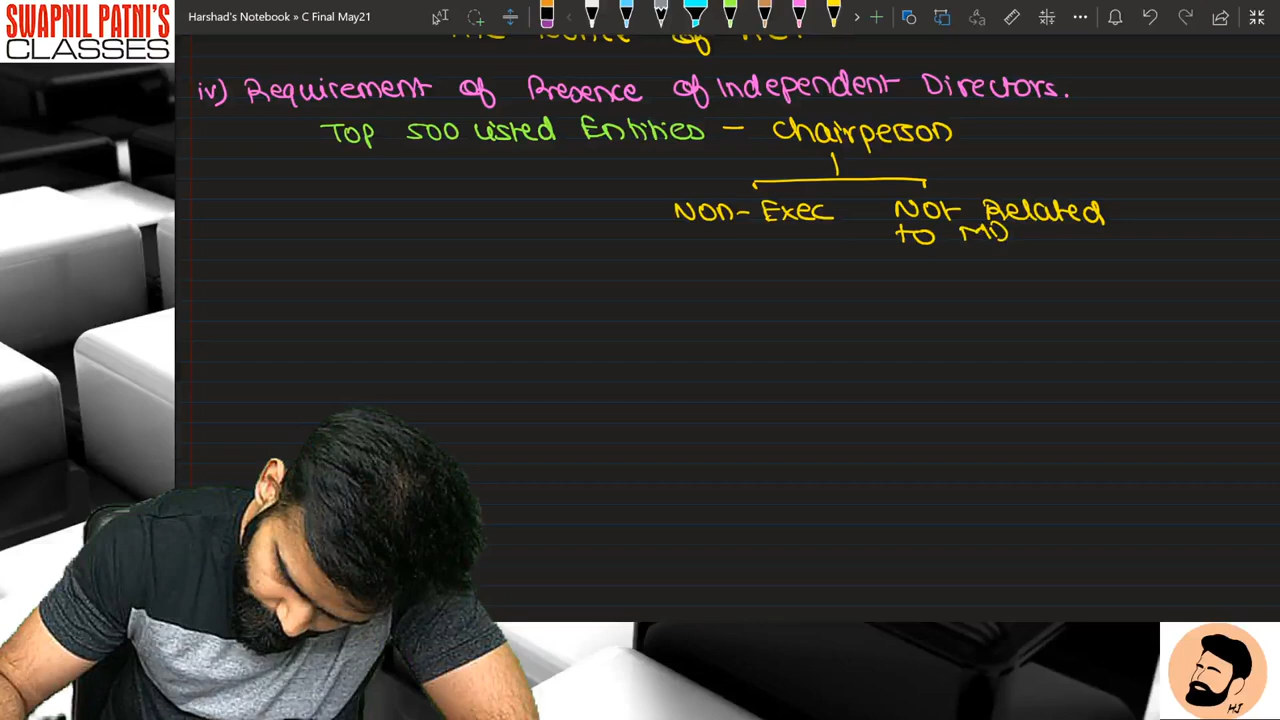 SWAPNIL PATNI'S
CLASSES
Harshad's Notebook » C Final May21
iv) Requirement of Presence of Independent Directors.
Top 500 Listed Entities - Chairperson
Non-Exec
Not Related
to MD
HJ